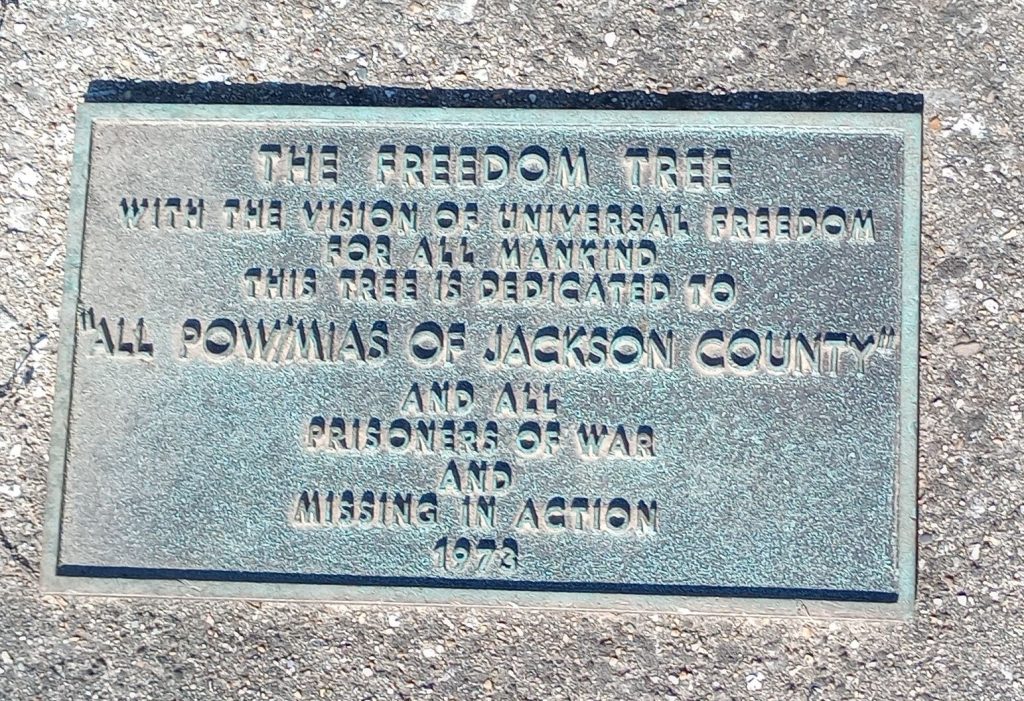 THE FREEDOM TREE
WITH THE VISION OF UNIVERSAL FREEDOM
FOR ALL MANKIND
THIS TREE IS DEDICATED TO
"ALL POW/MIAS OF JACKSON COUNTY"
AND ALL
PRISONERS OF WAR
AND
MISSING IN ACTION
1973